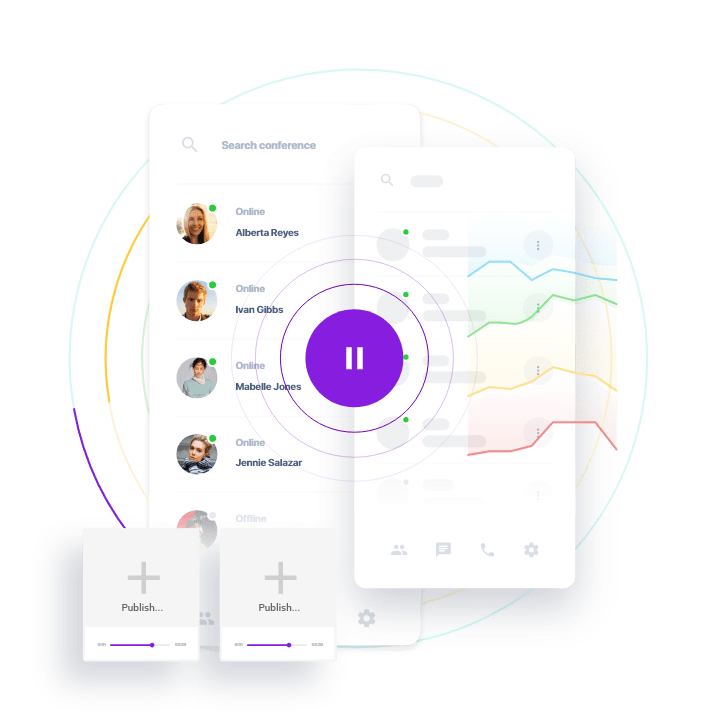 Search conference
Online
Alberta Reyes
Online
Ivan Gibbs
Online
Mabelle Jones
Online
Jennie Salazar
Offline
Publish...
Publish...